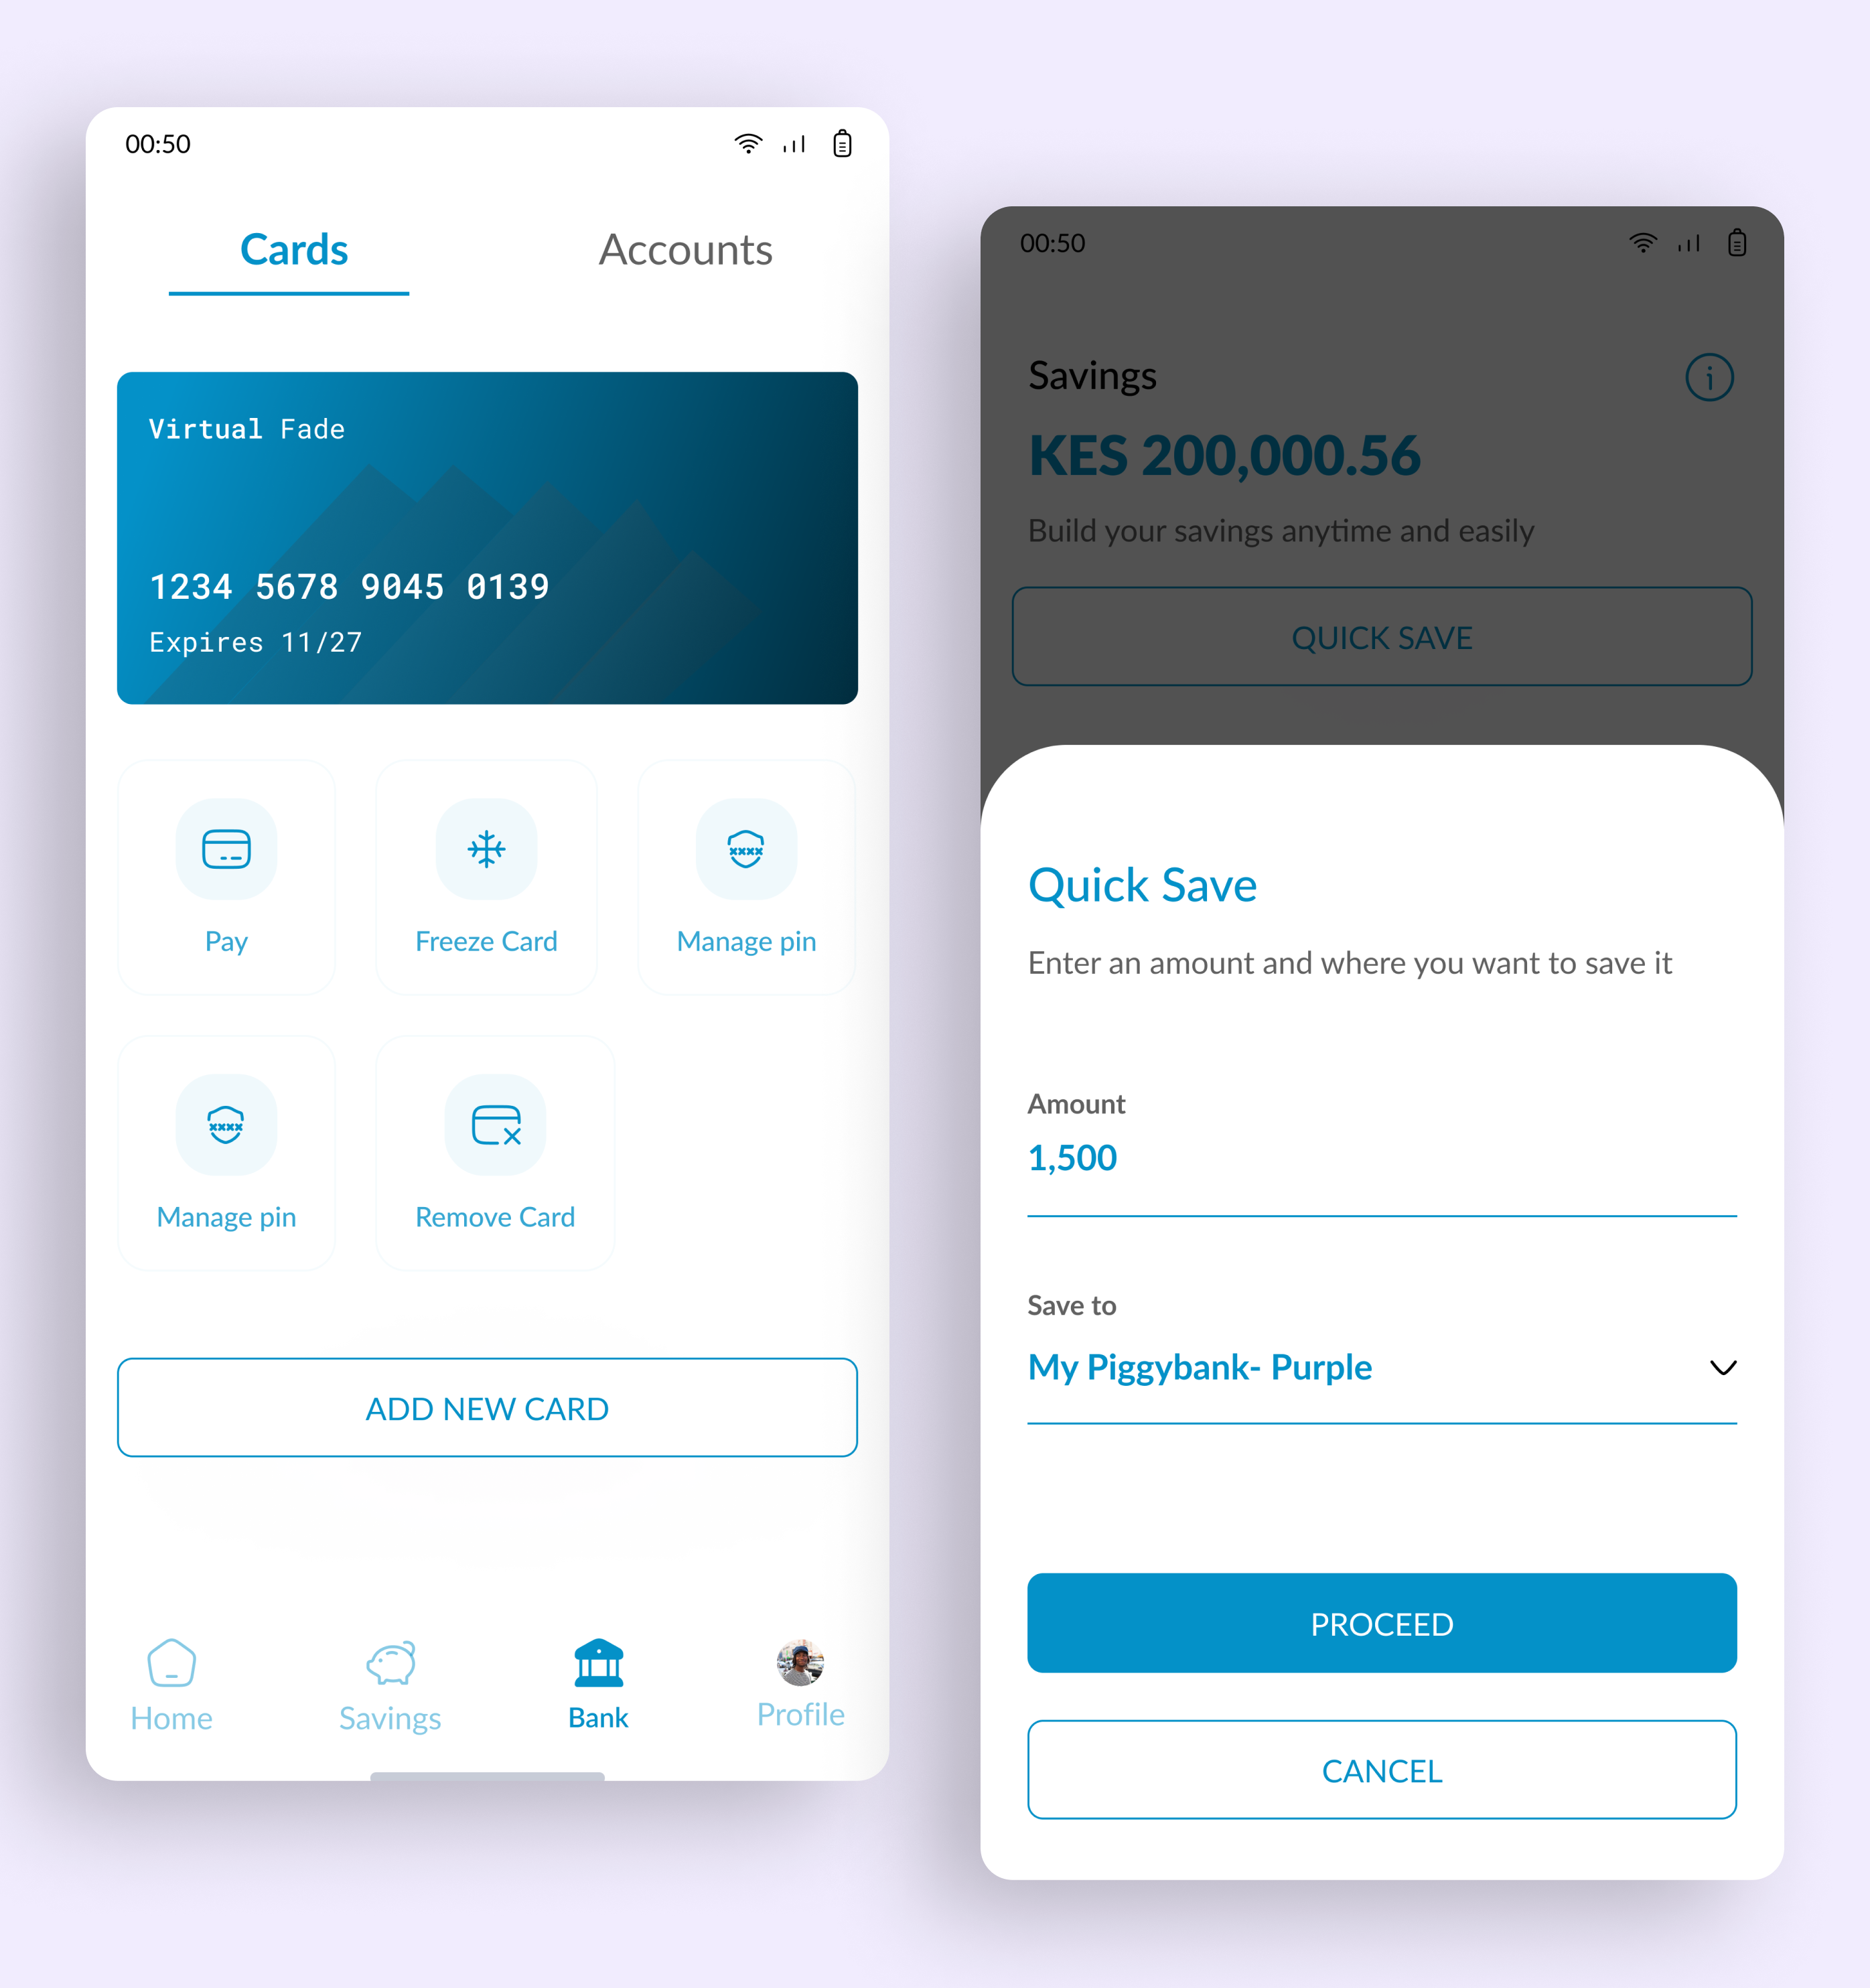 00:50
Cards
Accounts
Virtual Fade
1234 5678 9045 0139
Expires 11/27
Pay
Freeze Card
Manage pin
Manage pin
Remove Card
ADD NEW CARD
Home
Savings
Bank
Profile
00:50
Savings
KES 200,000.56
Build your savings anytime and easily
QUICK SAVE
Quick Save
Enter an amount and where you want to save it
Amount
1,500
Save to
My Piggybank- Purple
PROCEED
CANCEL